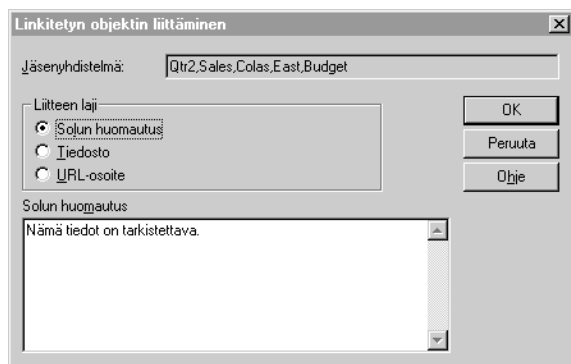 Linkitetyn objektin liittäminen
Jäsenyhdistelmä: Qtr2,Sales,Colas,East,Budget
Liitteen laji
Solun huomautus
Tiedosto
URL-osoite
OK
Peruuta
Ohje
Solun huomautus
Nämä tiedot on tarkistettava.